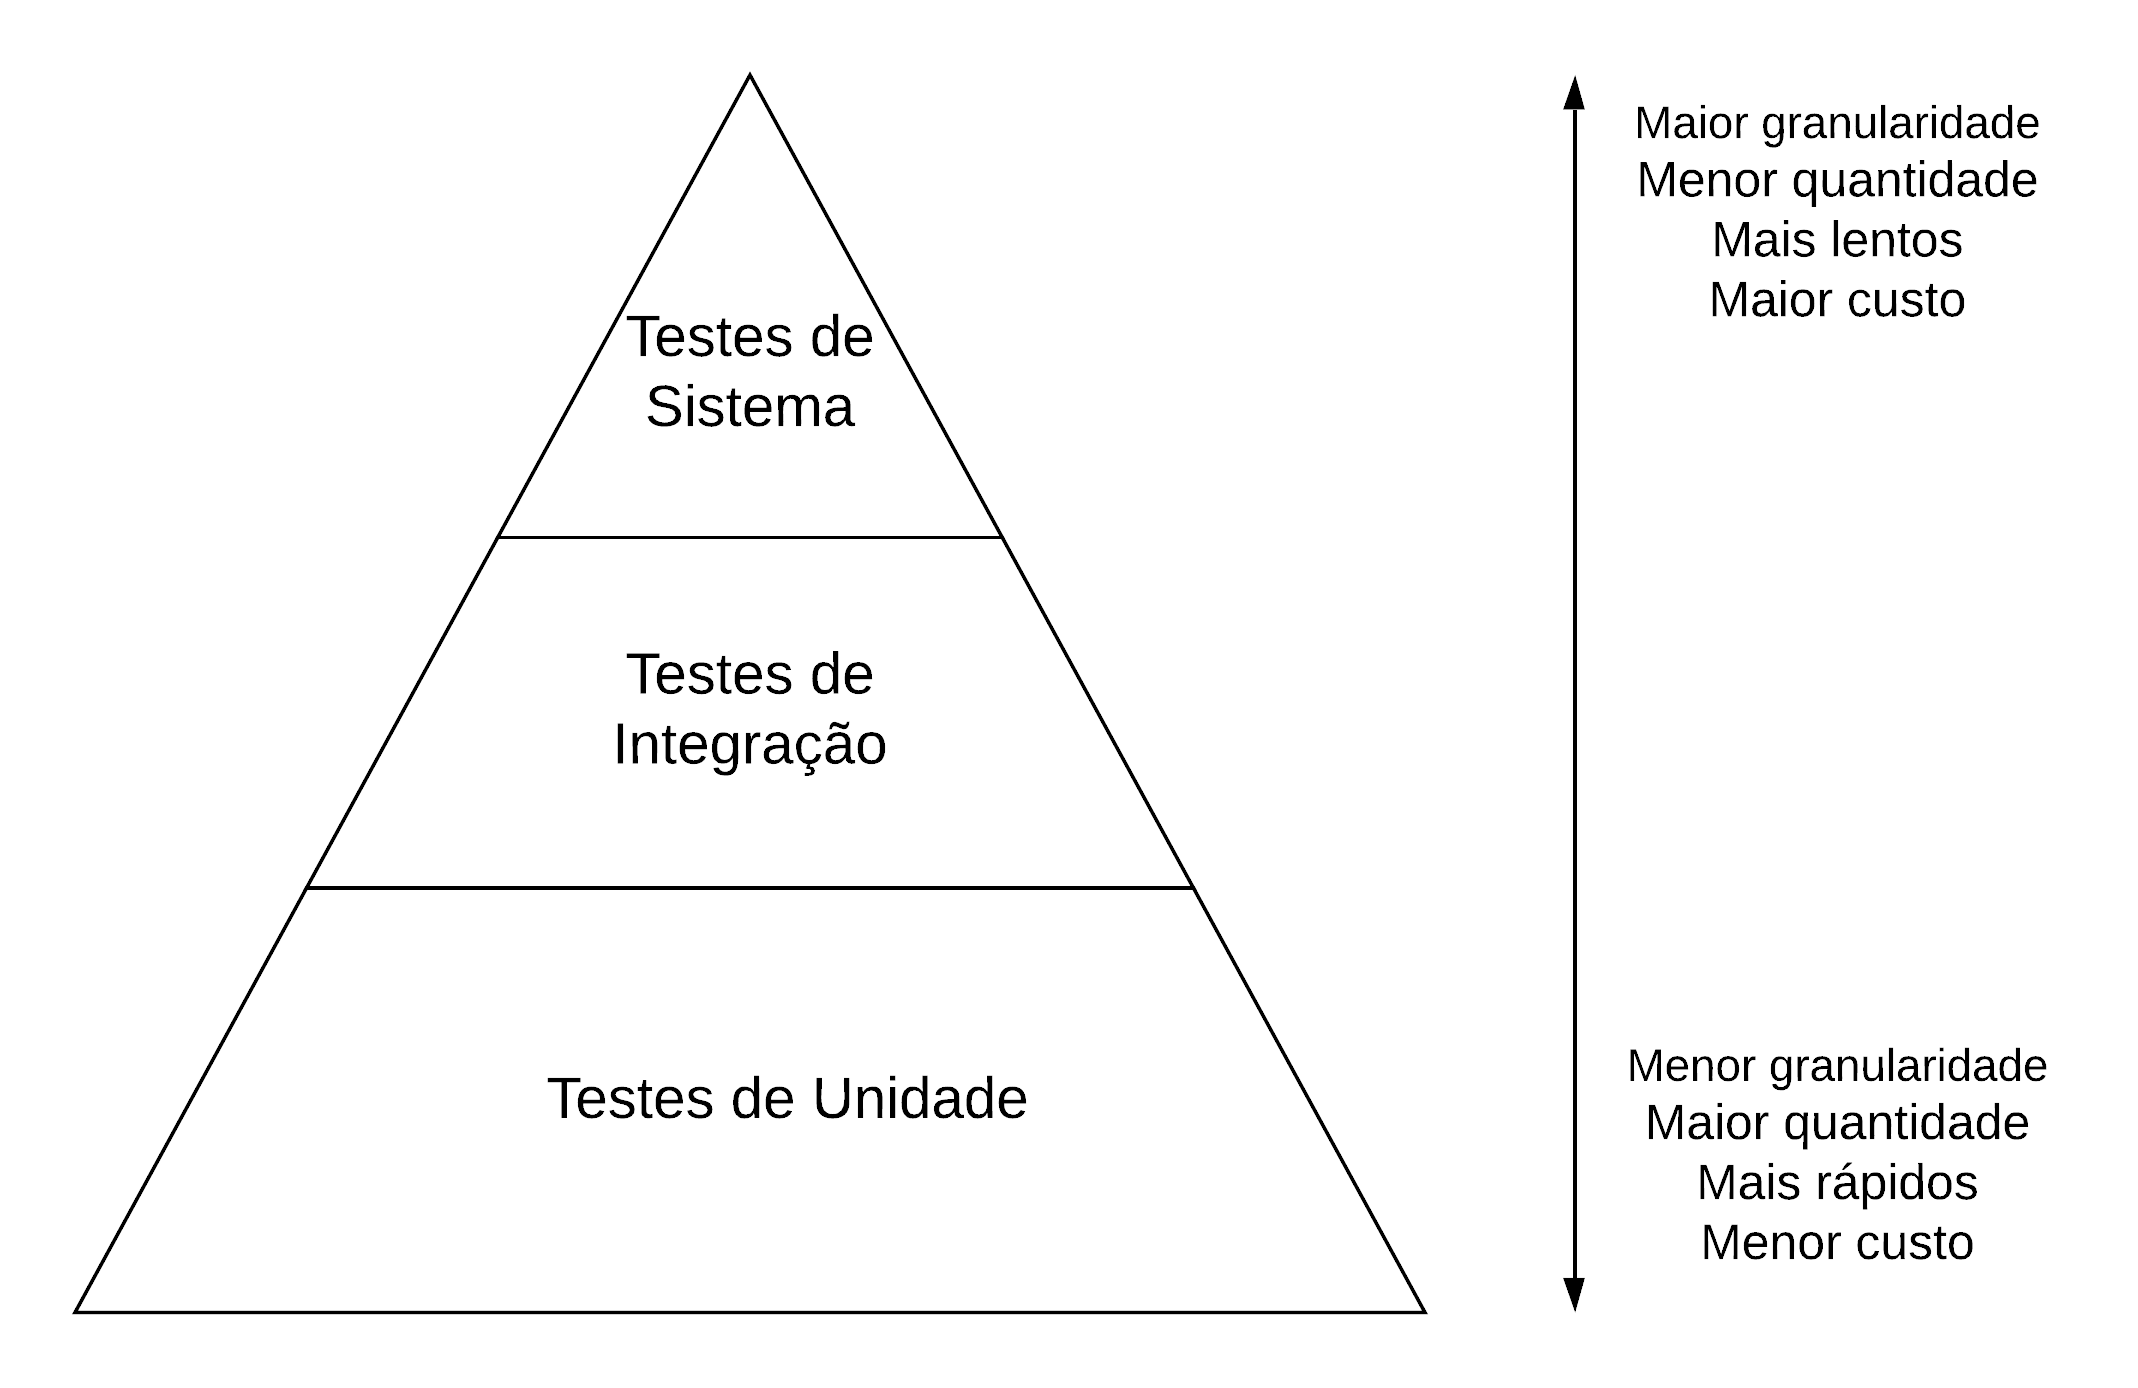 Testes de
Sistema
Testes de
Integração
Testes de Unidade
Maior granularidade
Menor quantidade
Mais lentos
Maior custo
Menor granularidade
Maior quantidade
Mais rápidos
Menor custo